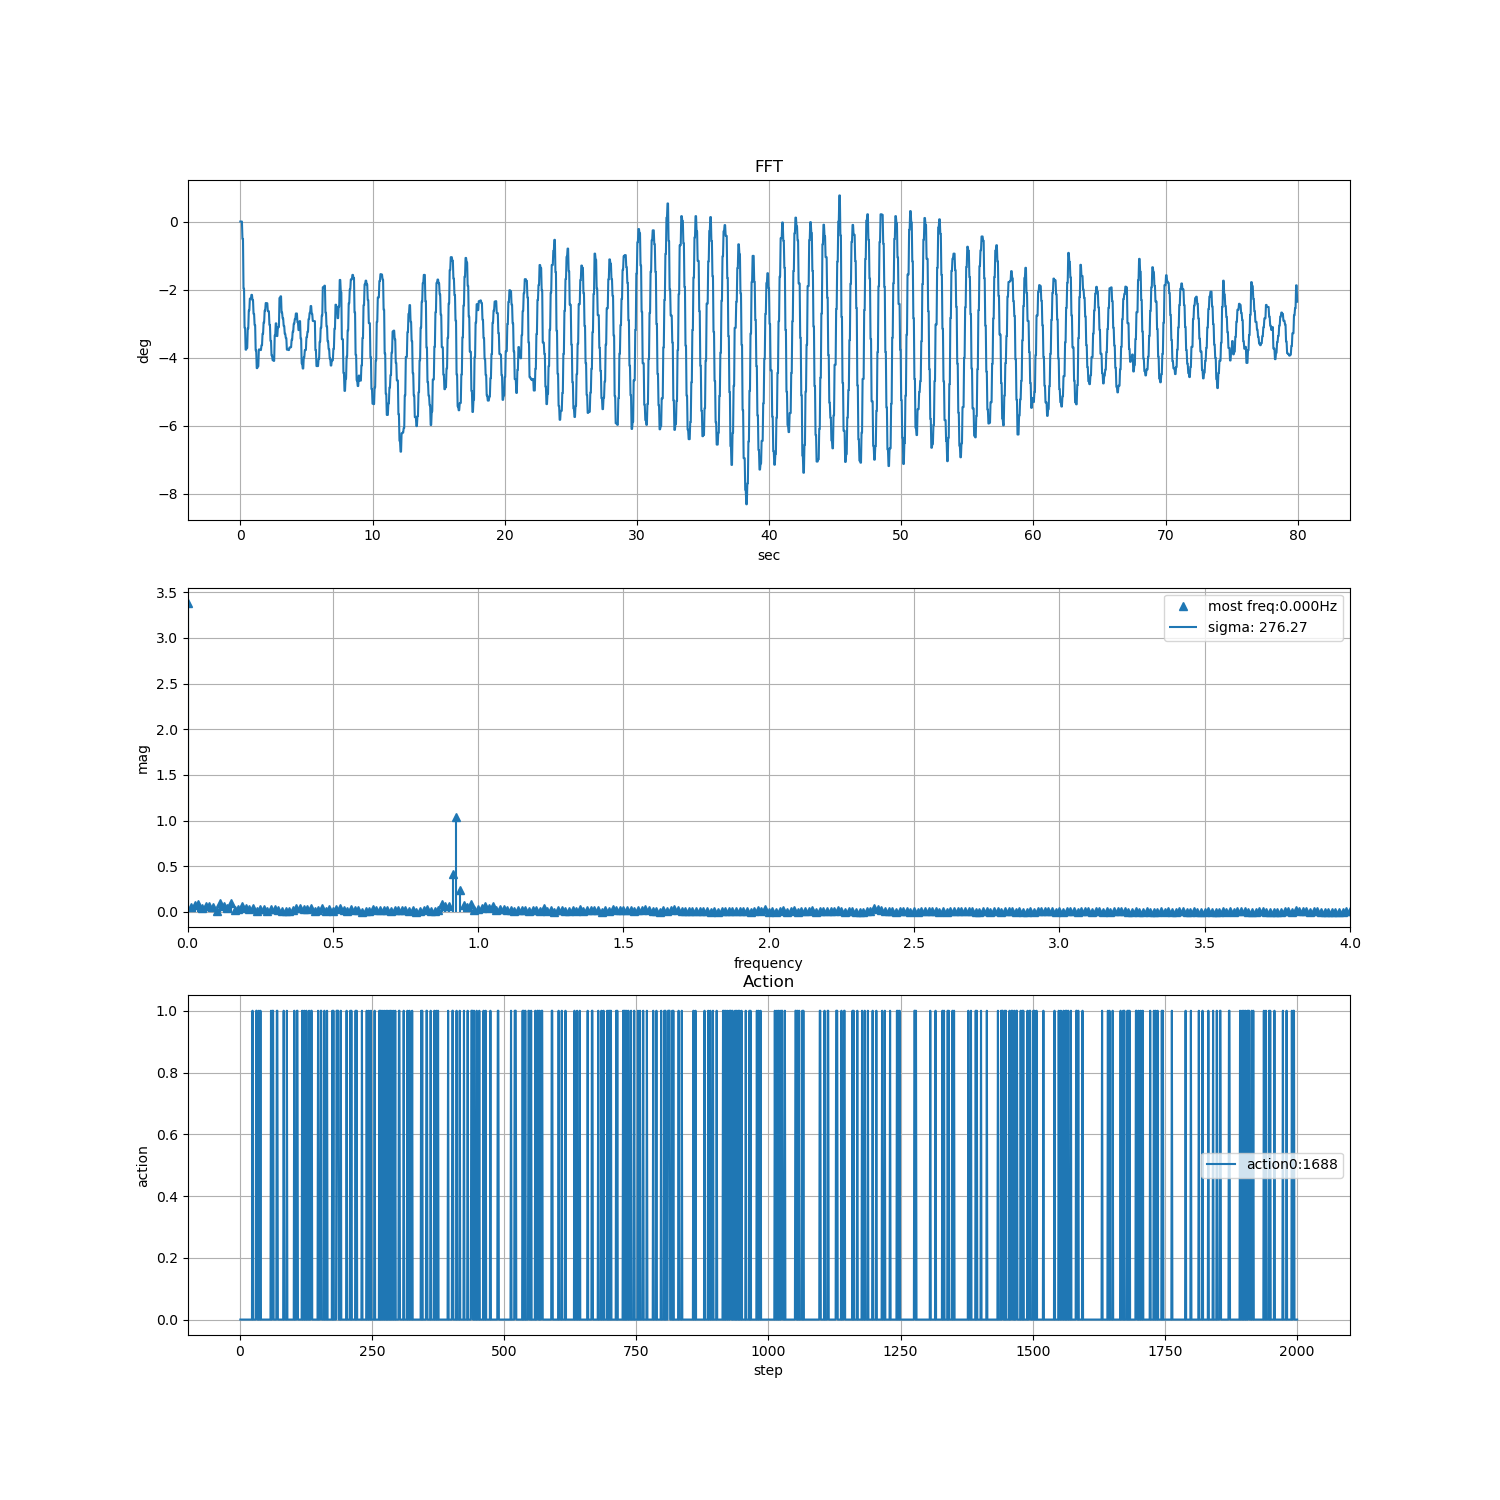 FFT
0
−2
−4
−6
−8
deg
0 10 20 30 40 50 60 70 80
sec
3.5
3.0
2.5
2.0
1.5
1.0
0.5
0.0
mag
most freq:0.000Hz
sigma: 276.27
0.0 0.5 1.0 1.5 2.0 2.5 3.0 3.5 4.0
frequency
Action
1.0
0.8
0.6
0.4
0.2
0.0
action
action0:1688
0 250 500 750 1000 1250 1500 1750 2000
step